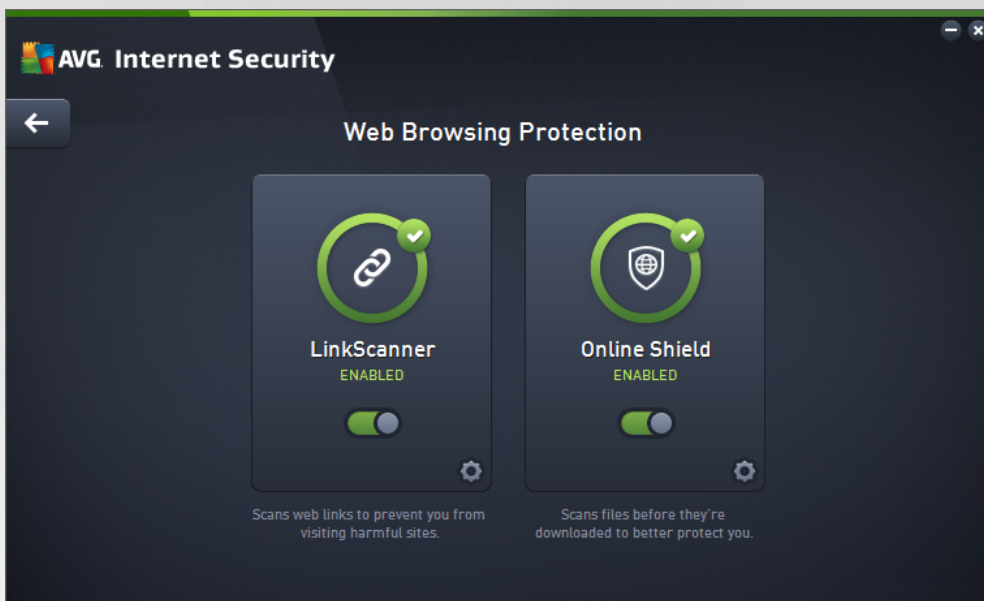 AVG Internet Security
Web Browsing Protection
LinkScanner
ENABLED
Scans web links to prevent you from
visiting harmful sites.
Online Shield
ENABLED
Scans files before they're
downloaded to better protect you.